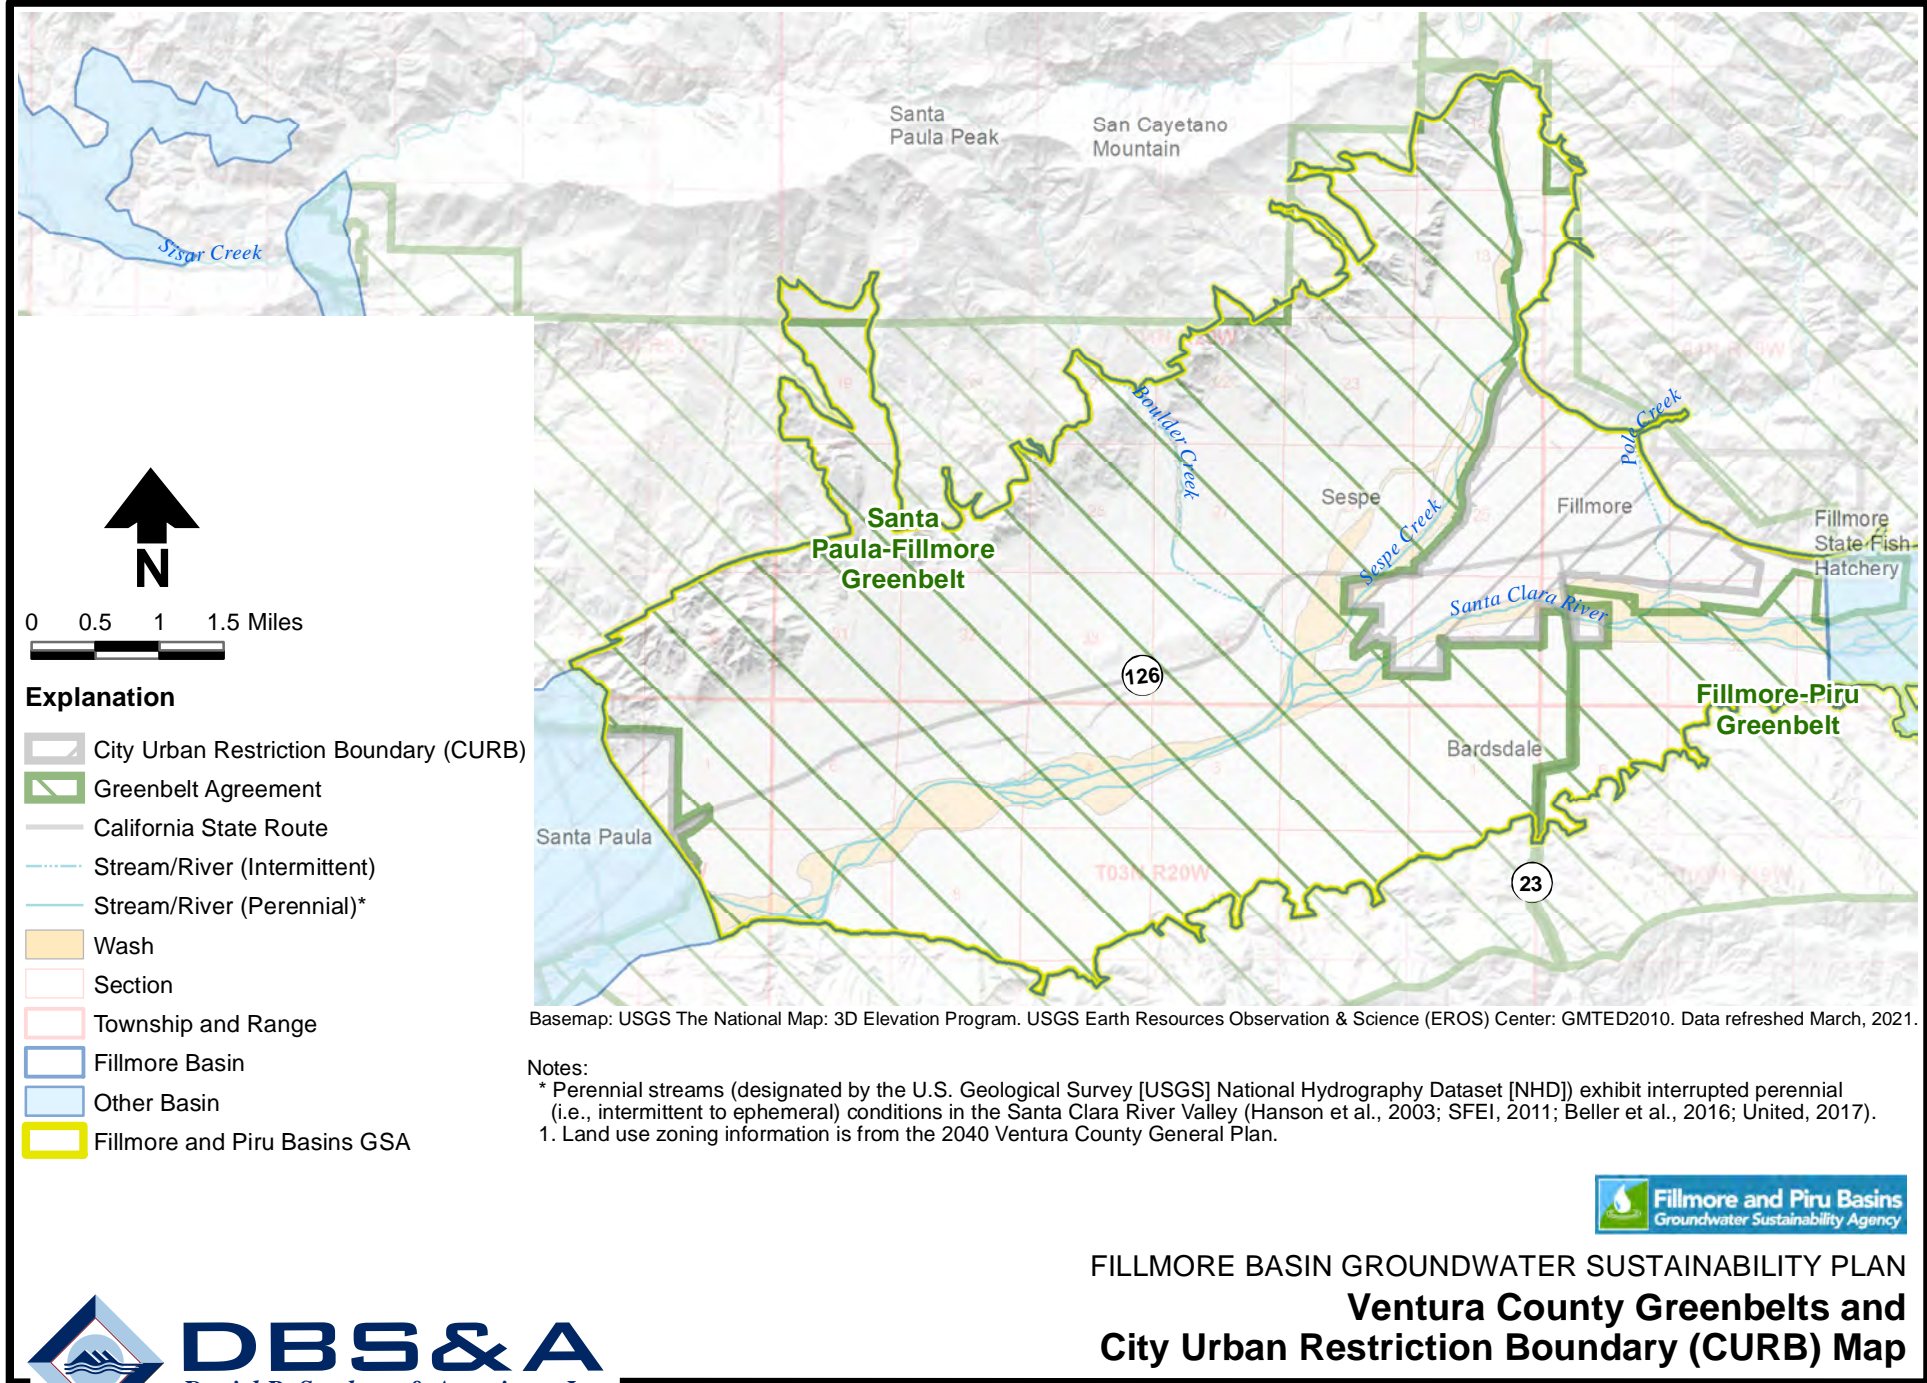 Santa
Paula Peak
San Cayetano
Mountain
Sisar Creek
Boulder Creek
Pole Creek
Sespe
Sespe Creek
Fillmore
Fillmore
State Fish
Hatchery
Santa
Paula-Fillmore
Greenbelt
Santa Clara River
126
Fillmore-Piru
Greenbelt
Bardsdale
Santa Paula
T03N R20W
23
N
0 0.5 1 1.5 Miles
Explanation
City Urban Restriction Boundary (CURB)
Greenbelt Agreement
California State Route
Stream/River (Intermittent)
Stream/River (Perennial)*
Wash
Section
Township and Range
Fillmore Basin
Other Basin
Fillmore and Piru Basins GSA
Basemap: USGS The National Map: 3D Elevation Program. USGS Earth Resources Observation & Science (EROS) Center: GMTED2010. Data refreshed March, 2021.
Notes:
* Perennial streams (designated by the U.S. Geological Survey [USGS] National Hydrography Dataset [NHD]) exhibit interrupted perennial
(i.e., intermittent to ephemeral) conditions in the Santa Clara River Valley (Hanson et al., 2003; SFEI, 2011; Beller et al., 2016; United, 2017).
1. Land use zoning information is from the 2040 Ventura County General Plan.
Fillmore and Piru Basins
Groundwater Sustainability Agency
FILLMORE BASIN GROUNDWATER SUSTAINABILITY PLAN
Ventura County Greenbelts and
City Urban Restriction Boundary (CURB) Map
DBS&A